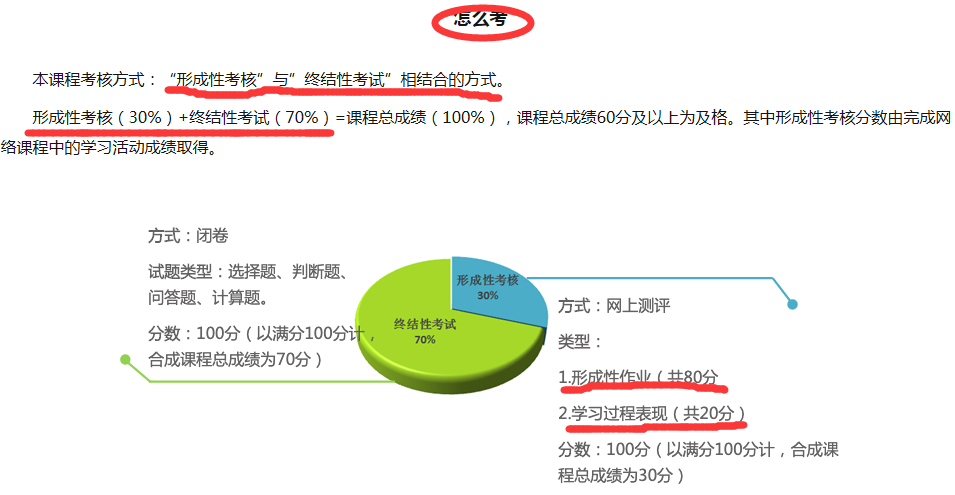 怎么考
本课程考核方式：“形成性考核”与”终结性考试”相结合的方式。
形成性考核（30%）+终结性考试（70%）=课程总成绩（100%），课程总成绩60分及以上为及格。其中形成性考核分数由完成网
络课程中的学习活动成绩取得。
方式：闭卷
试题类型：选择题、判断题、
问答题、计算题。
分数：100分（以满分100分计，
合成课程总成绩为70分）
形成性考核
30%
终结性考试
70%
方式：网上测评
类型：
1.形成性作业（共80分
2.学习过程表现（共20分）
分数：100分（以满分100分计，合成课
程总成绩为30分）